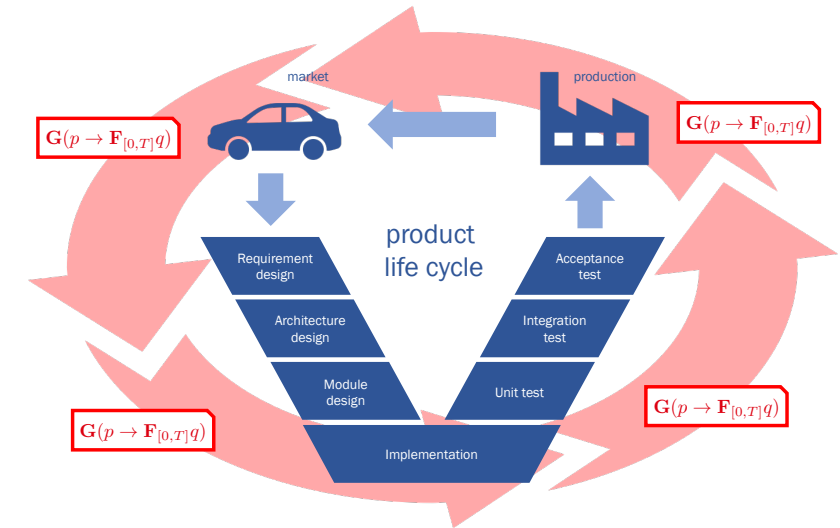 market
production
G(p → F[0,T]q)
G(p → F[0,T]q)
product
life cycle
Requirement
design
Acceptance
test
Architecture
design
Integration
test
Module
design
Unit test
G(p → F[0,T]q)
G(p → F[0,T]q)
Implementation